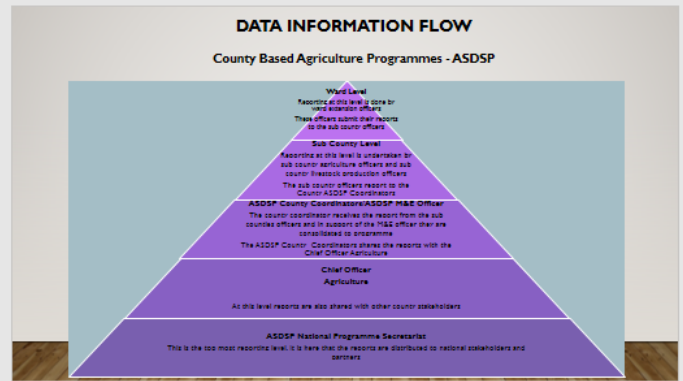 DATA INFORMATION FLOW
County Based Agriculture Programmes - ASDSP
Ward Level
Reporting at this level is done by
ward extension officers
These officers submit their reports
to the sub county officers
Sub County Level
Reporting at this level is undertaken by
sub county agriculture officers and sub
county livestock production officers
The sub county officers report to the
County ASDSP Coordinators
ASDSP County Coordinators/ASDSP M&E Officer
The county coordinator receives the report from the sub
counties officers and in support of the M&E officer they are
consolidated to programme
The ASDSP County Coordinators shares the reports with the
Chief Officer Agriculture
Chief Officer
Agriculture
At this level reports are also shared with other county stakeholders
ASDSP National Programme Secretariat
This is the top most reporting level. It is here that the reports are distributed to national stakeholders and
partners